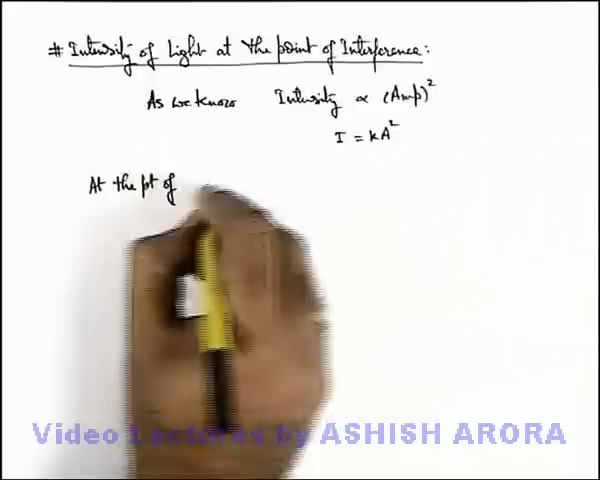 # Intensity of Light at the point of Interference:
As we know Intensity ∝ (Amp)²
I = kA²
At the pt of
Video Lectures by ASHISH ARORA